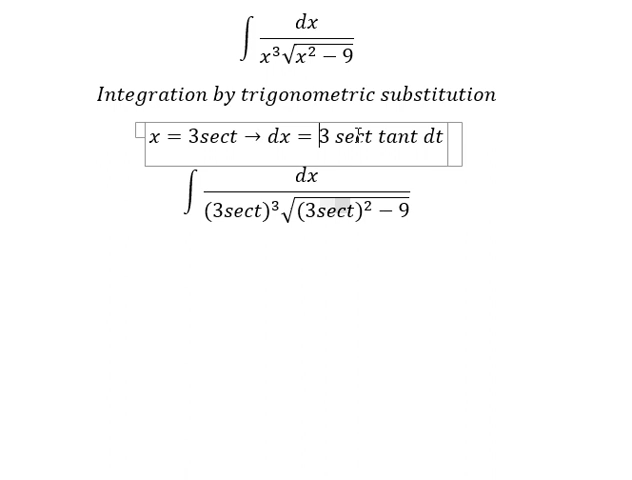 ∫ dx / x³√x² − 9
Integration by trigonometric substitution
x = 3sect → dx = 3 sect tant dt
∫ dx / (3sect)³√(3sect)² − 9